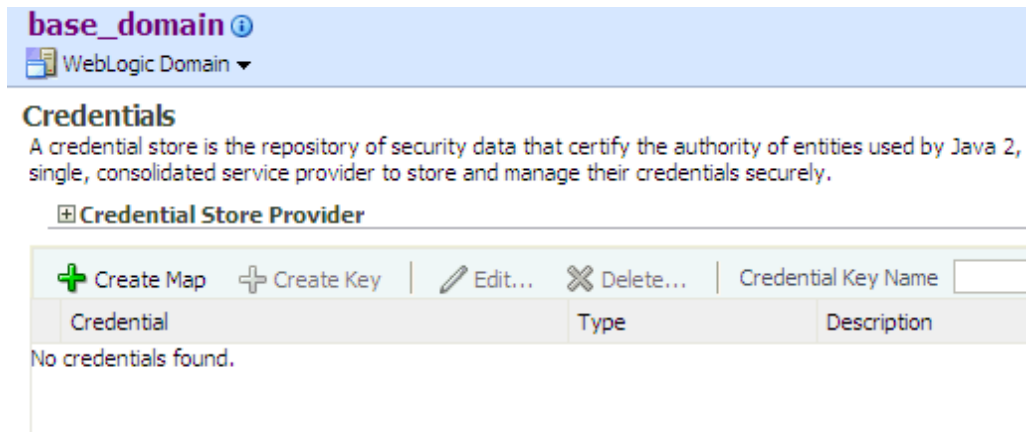 base_domain
WebLogic Domain
Credentials
A credential store is the repository of security data that certify the authority of entities used by Java 2,
single, consolidated service provider to store and manage their credentials securely.
Credential Store Provider
Create Map Create Key Edit... Delete... Credential Key Name
Credential Type Description
No credentials found.